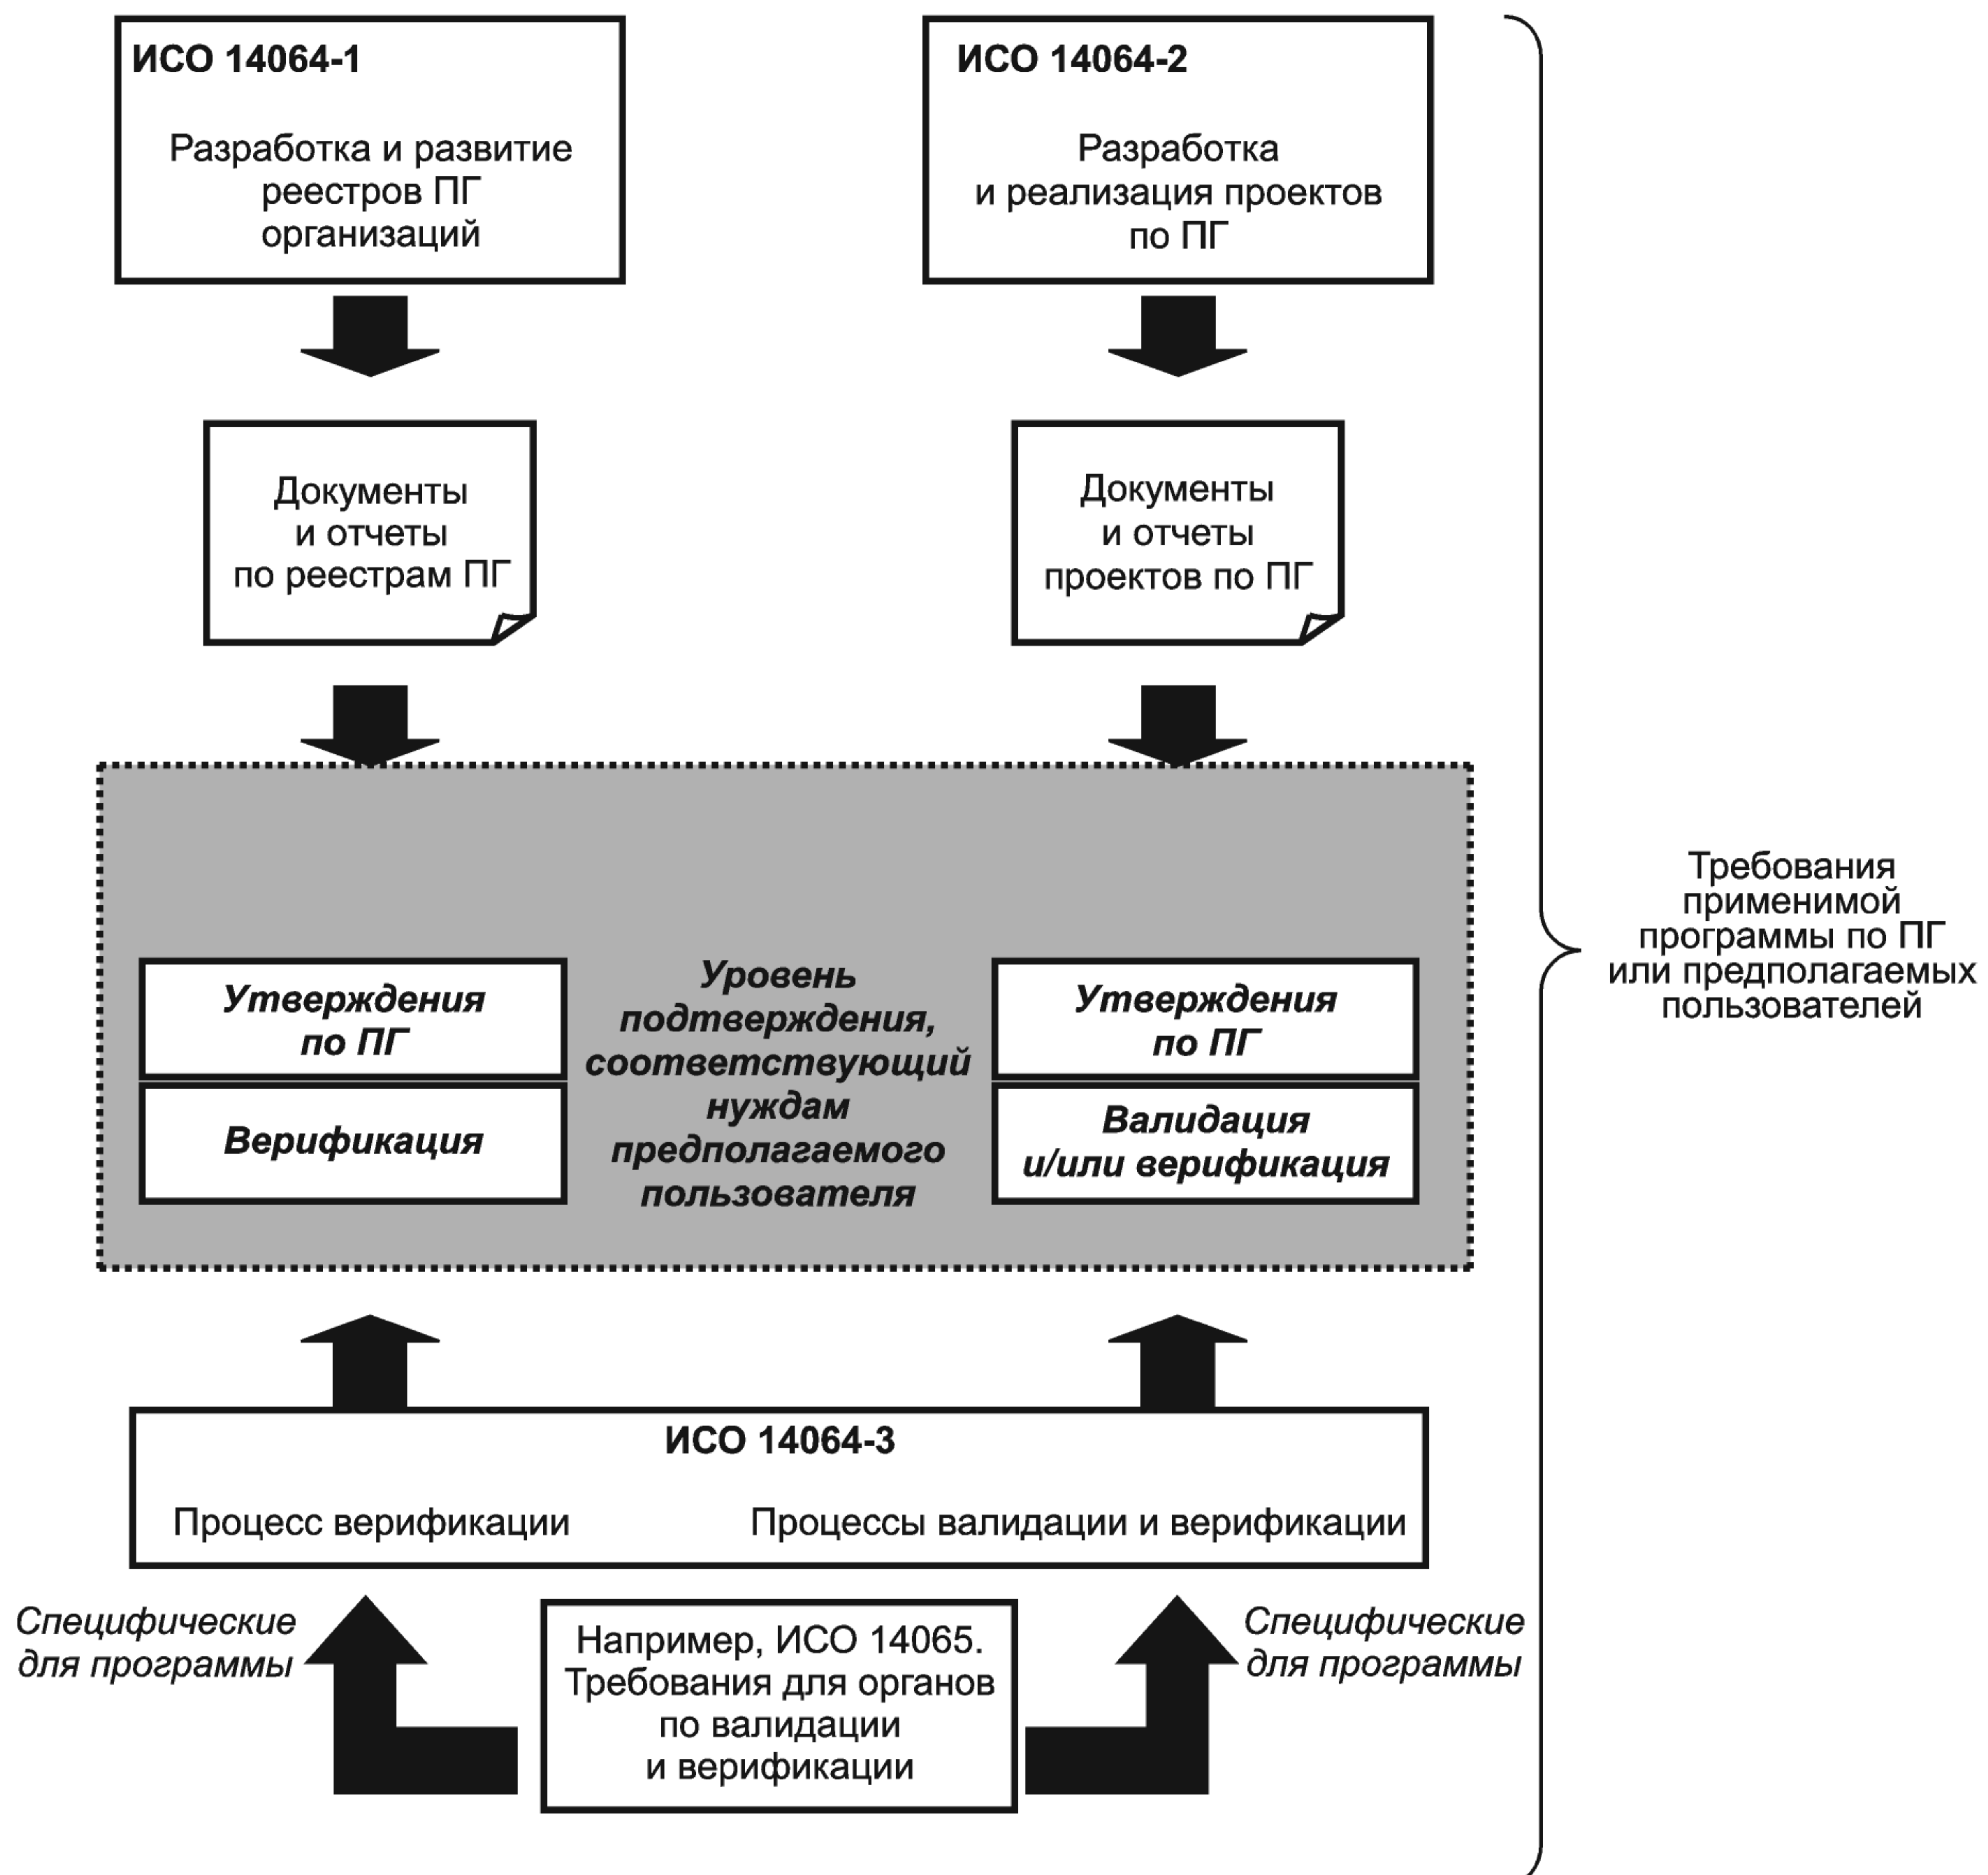 ИСО 14064-1
Разработка и развитие
реестров ПГ
организаций
ИСО 14064-2
Разработка
и реализация проектов
по ПГ
Документы
и отчеты
по реестрам ПГ
Документы
и отчеты
проектов по ПГ
Утверждения
по ПГ
Верификация
Уровень
подтверждения,
соответствующий
нуждам
предполагаемого
пользователя
Утверждения
по ПГ
Валидация
и/или верификация
Требования
применимой
программы по ПГ
или предполагаемых
пользователей
ИСО 14064-3
Процесс верификации
Процессы валидации и верификации
Специфические
для программы
Например, ИСО 14065.
Требования для органов
по валидации
и верификации
Специфические
для программы